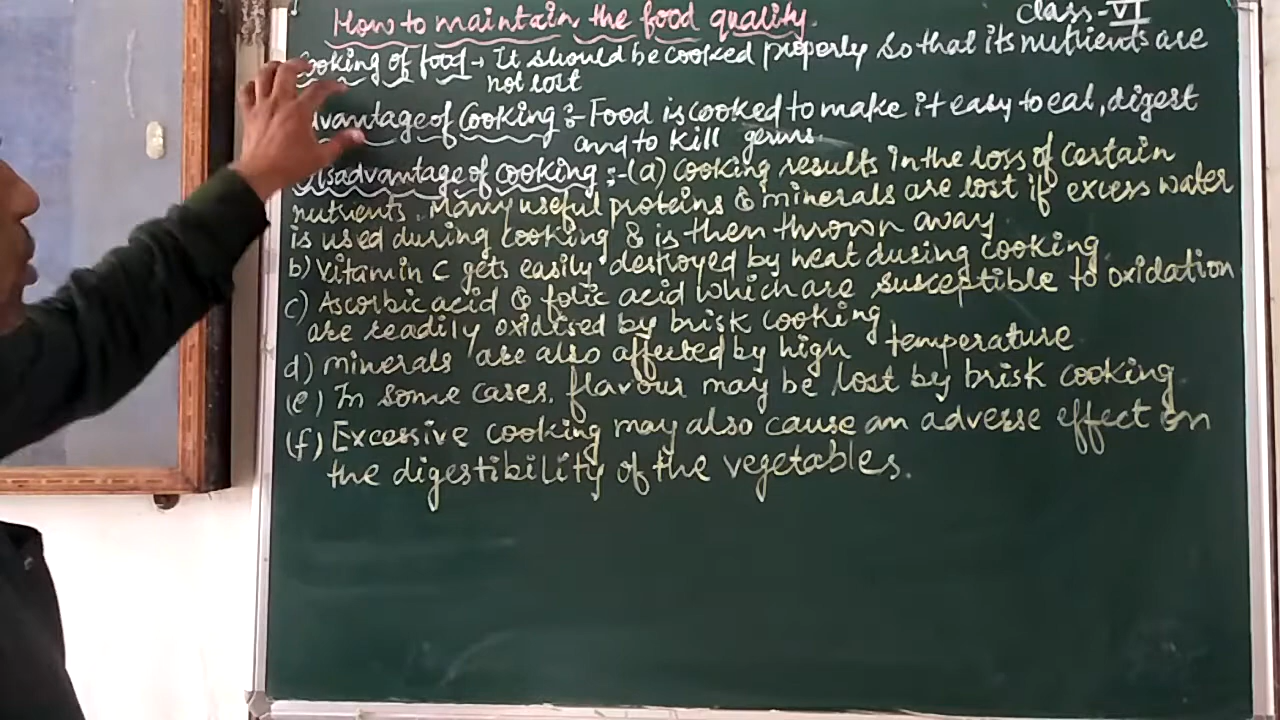 How to maintain the food quality.
Class-VI
Cooking of food → It should be cooked properly so that its nutrients are
not lost
Advantage of Cooking :- Food is cooked to make it easy to eat, digest
and to kill germs.
Disadvantage of cooking :- (a) Cooking results in the loss of certain
nutrients. Many useful proteins & minerals are lost if excess water
is used during cooking & is then thrown away
b) Vitamin C gets easily destroyed by heat during cooking
c) Ascorbic acid & folic acid which are susceptible to oxidation
are readily oxidised by brisk cooking
d) minerals are also affected by high temperature
(e) In some cases, flavour may be lost by brisk cooking
(f) Excessive cooking may also cause an adverse effect on
the digestibility of the vegetables.